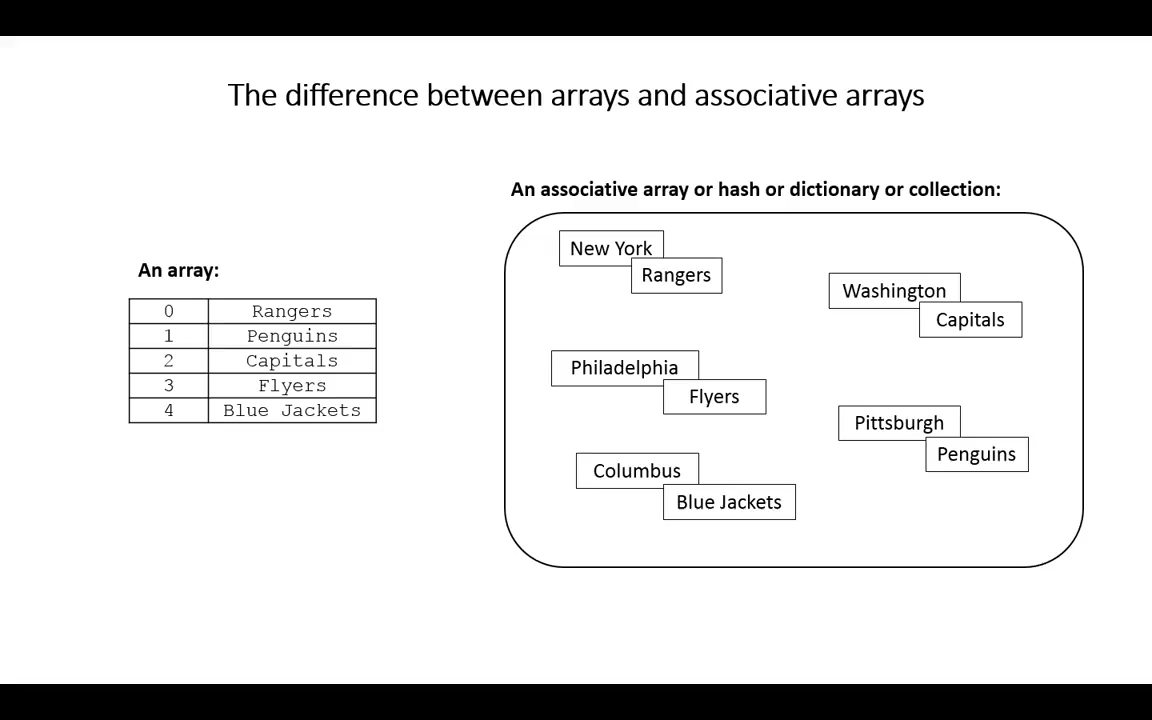 The difference between arrays and associative arrays
An array:
0 Rangers
1 Penguins
2 Capitals
3 Flyers
4 Blue Jackets
An associative array or hash or dictionary or collection:
New York
Rangers
Washington
Capitals
Philadelphia
Flyers
Pittsburgh
Penguins
Columbus
Blue Jackets